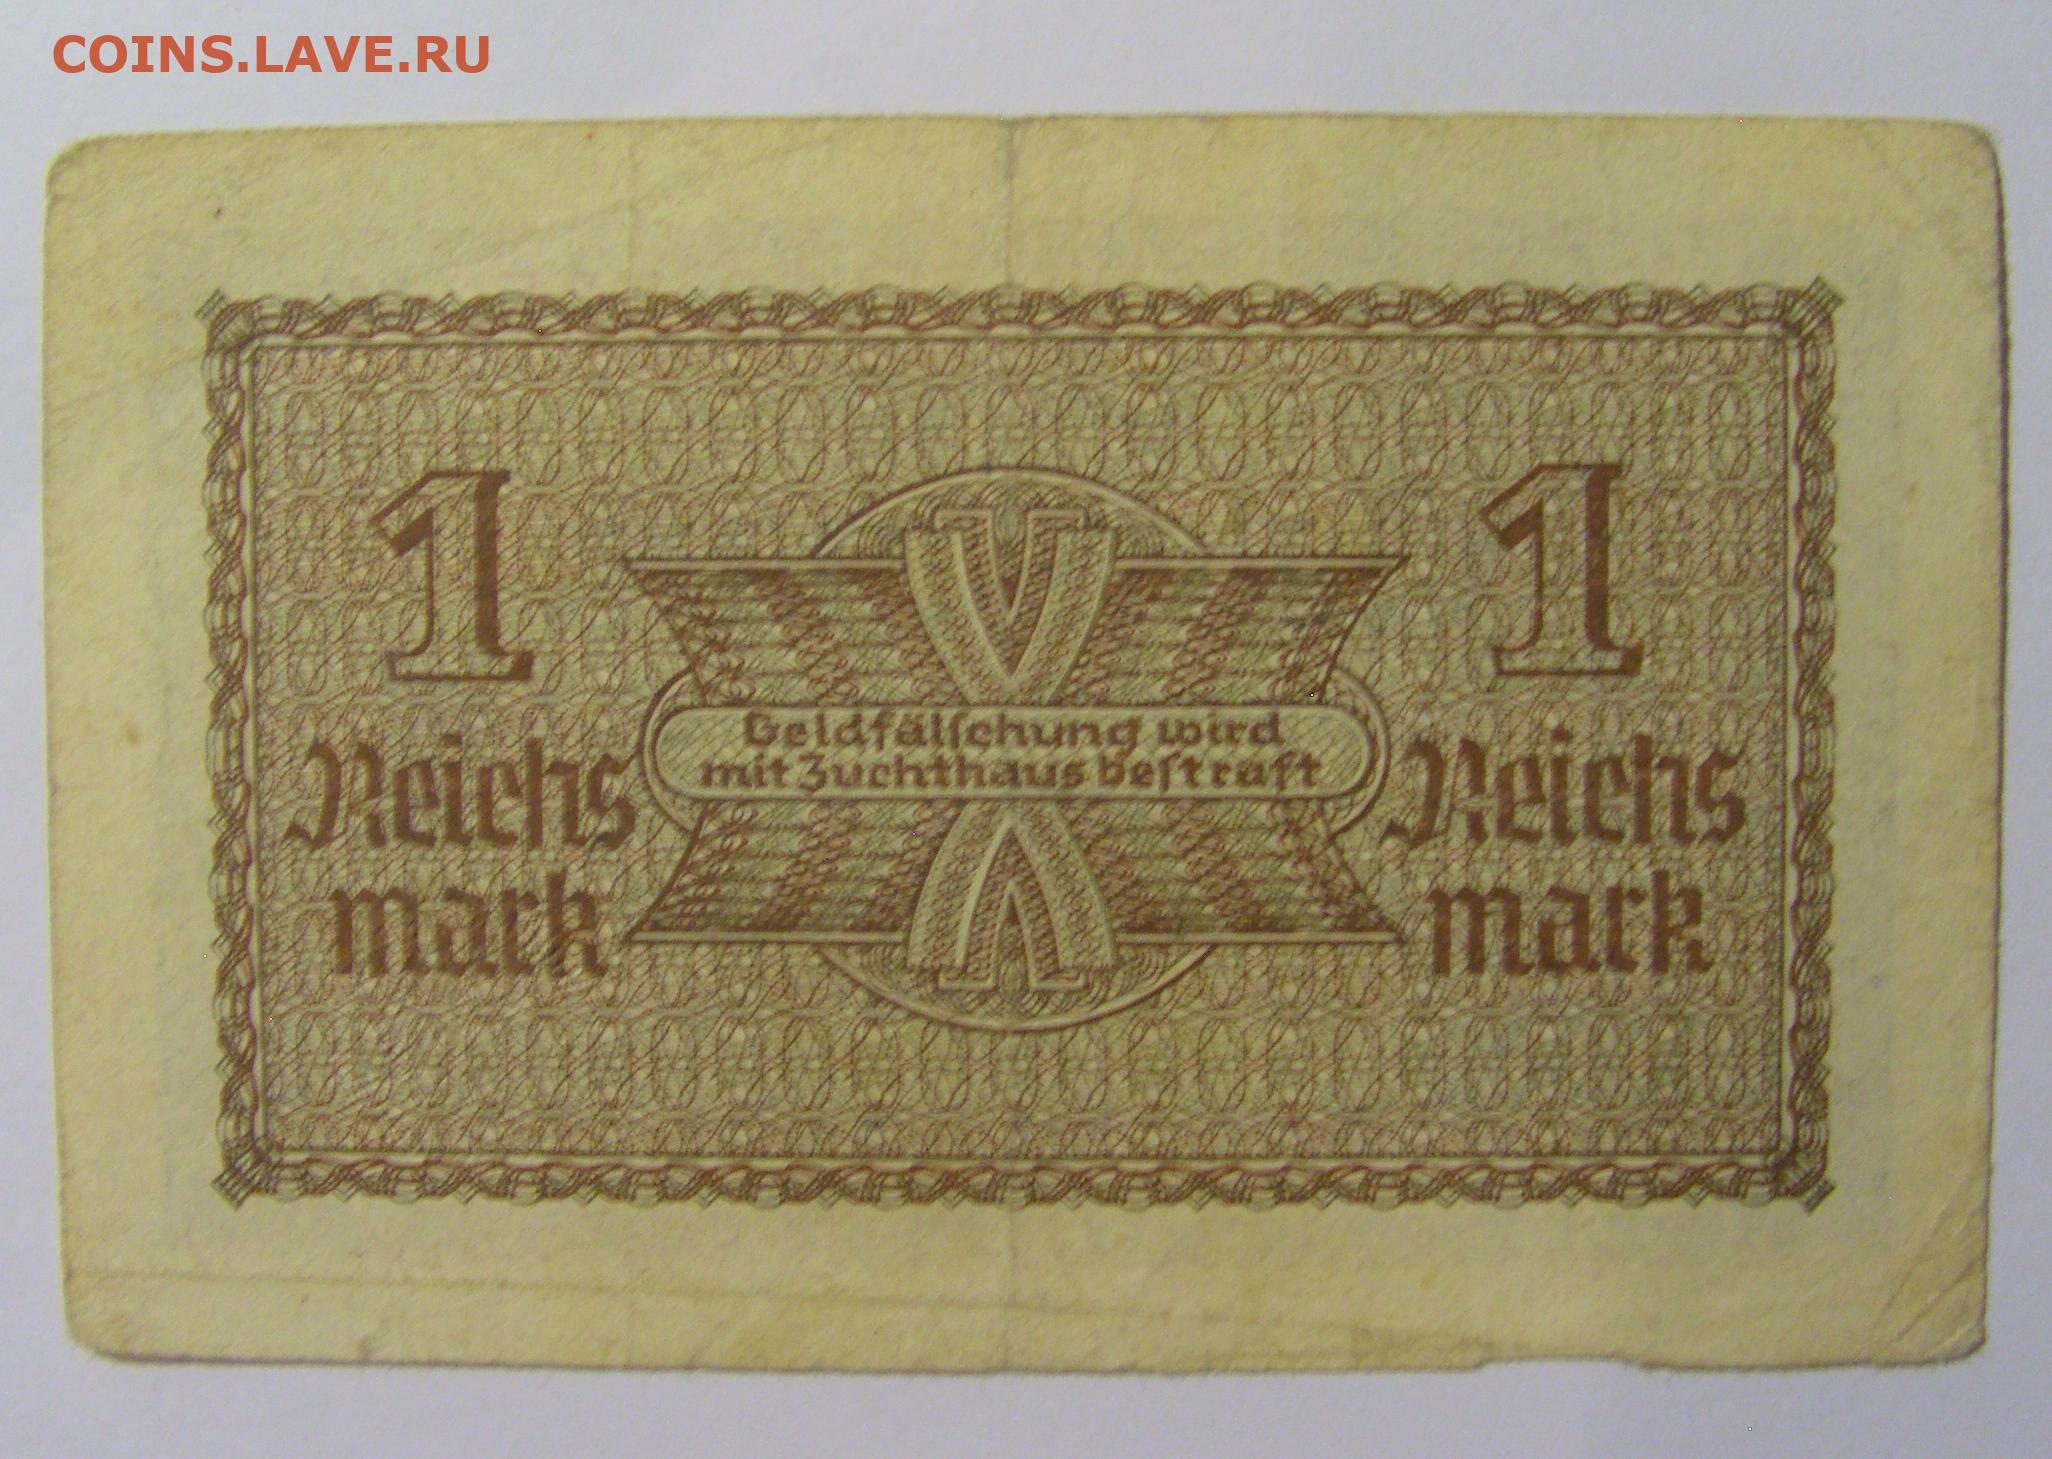 COINS.LAVE.RU
1
Reichs
mark
Geldfälſchung wird
mit Zuchthaus beſtraft
1
Reichs
mark